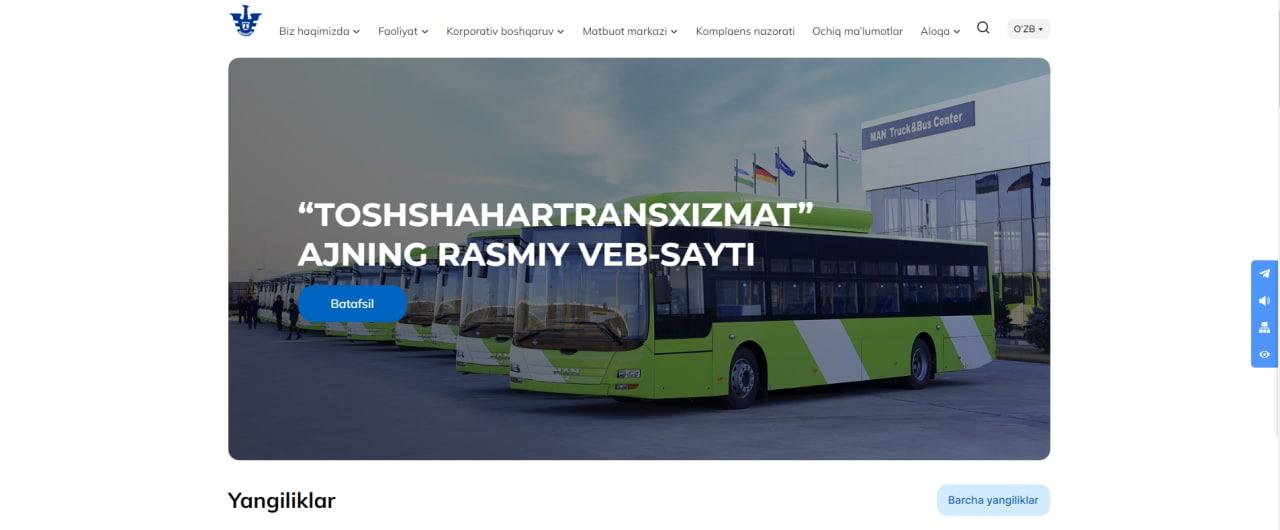 Biz haqimizda
Faoliyat
Korporativ boshqaruv
Matbuot markazi
Komplaens nazorati
Ochiq ma'lumotlar
Aloqa
O'ZB
MAN Truck&Bus Center
“TOSHSHAHARTRANSXIZMAT”
AJNING RASMIY VEB-SAYTI
Batafsil
MAN
Yangiliklar
Barcha yangiliklar